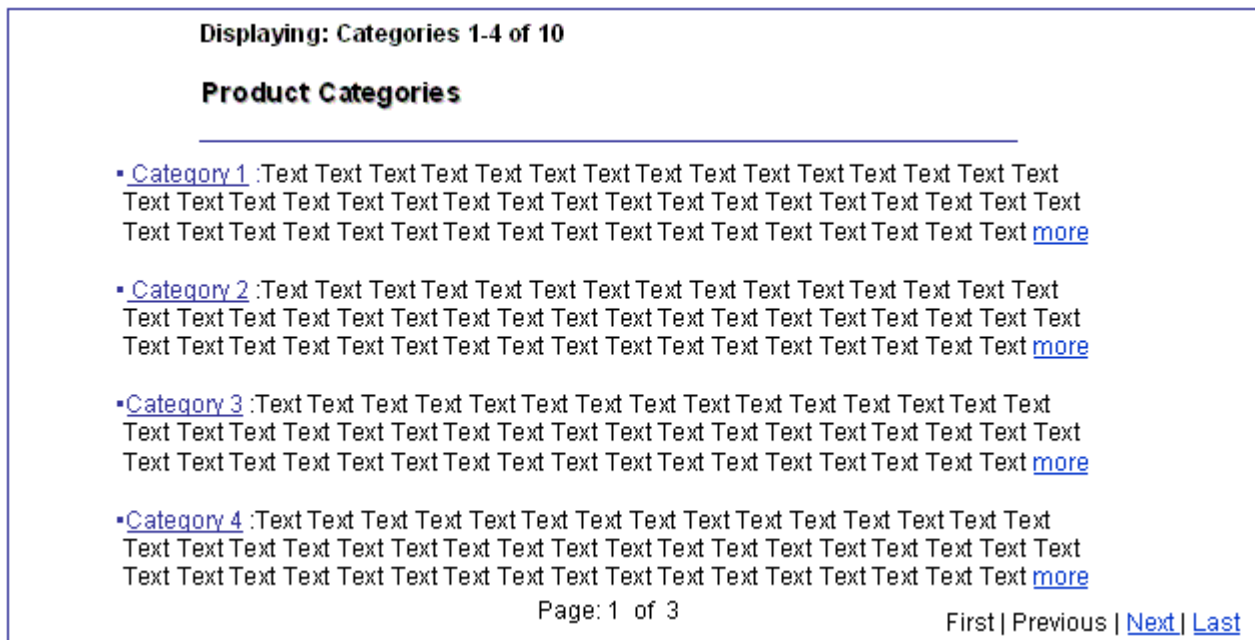 Displaying: Categories 1-4 of 10
Product Categories
▪ Category 1 :Text Text Text Text Text Text Text Text Text Text Text Text Text Text Text
Text Text Text Text Text Text Text Text Text Text Text Text Text Text Text Text Text Text
Text Text Text Text Text Text Text Text Text Text Text Text Text Text Text Text Text more
▪ Category 2 :Text Text Text Text Text Text Text Text Text Text Text Text Text Text Text
Text Text Text Text Text Text Text Text Text Text Text Text Text Text Text Text Text Text
Text Text Text Text Text Text Text Text Text Text Text Text Text Text Text Text Text more
▪Category 3 :Text Text Text Text Text Text Text Text Text Text Text Text Text Text Text
Text Text Text Text Text Text Text Text Text Text Text Text Text Text Text Text Text Text
Text Text Text Text Text Text Text Text Text Text Text Text Text Text Text Text Text more
▪Category 4 :Text Text Text Text Text Text Text Text Text Text Text Text Text Text Text
Text Text Text Text Text Text Text Text Text Text Text Text Text Text Text Text Text Text
Text Text Text Text Text Text Text Text Text Text Text Text Text Text Text Text Text more
Page: 1 of 3
First | Previous | Next | Last